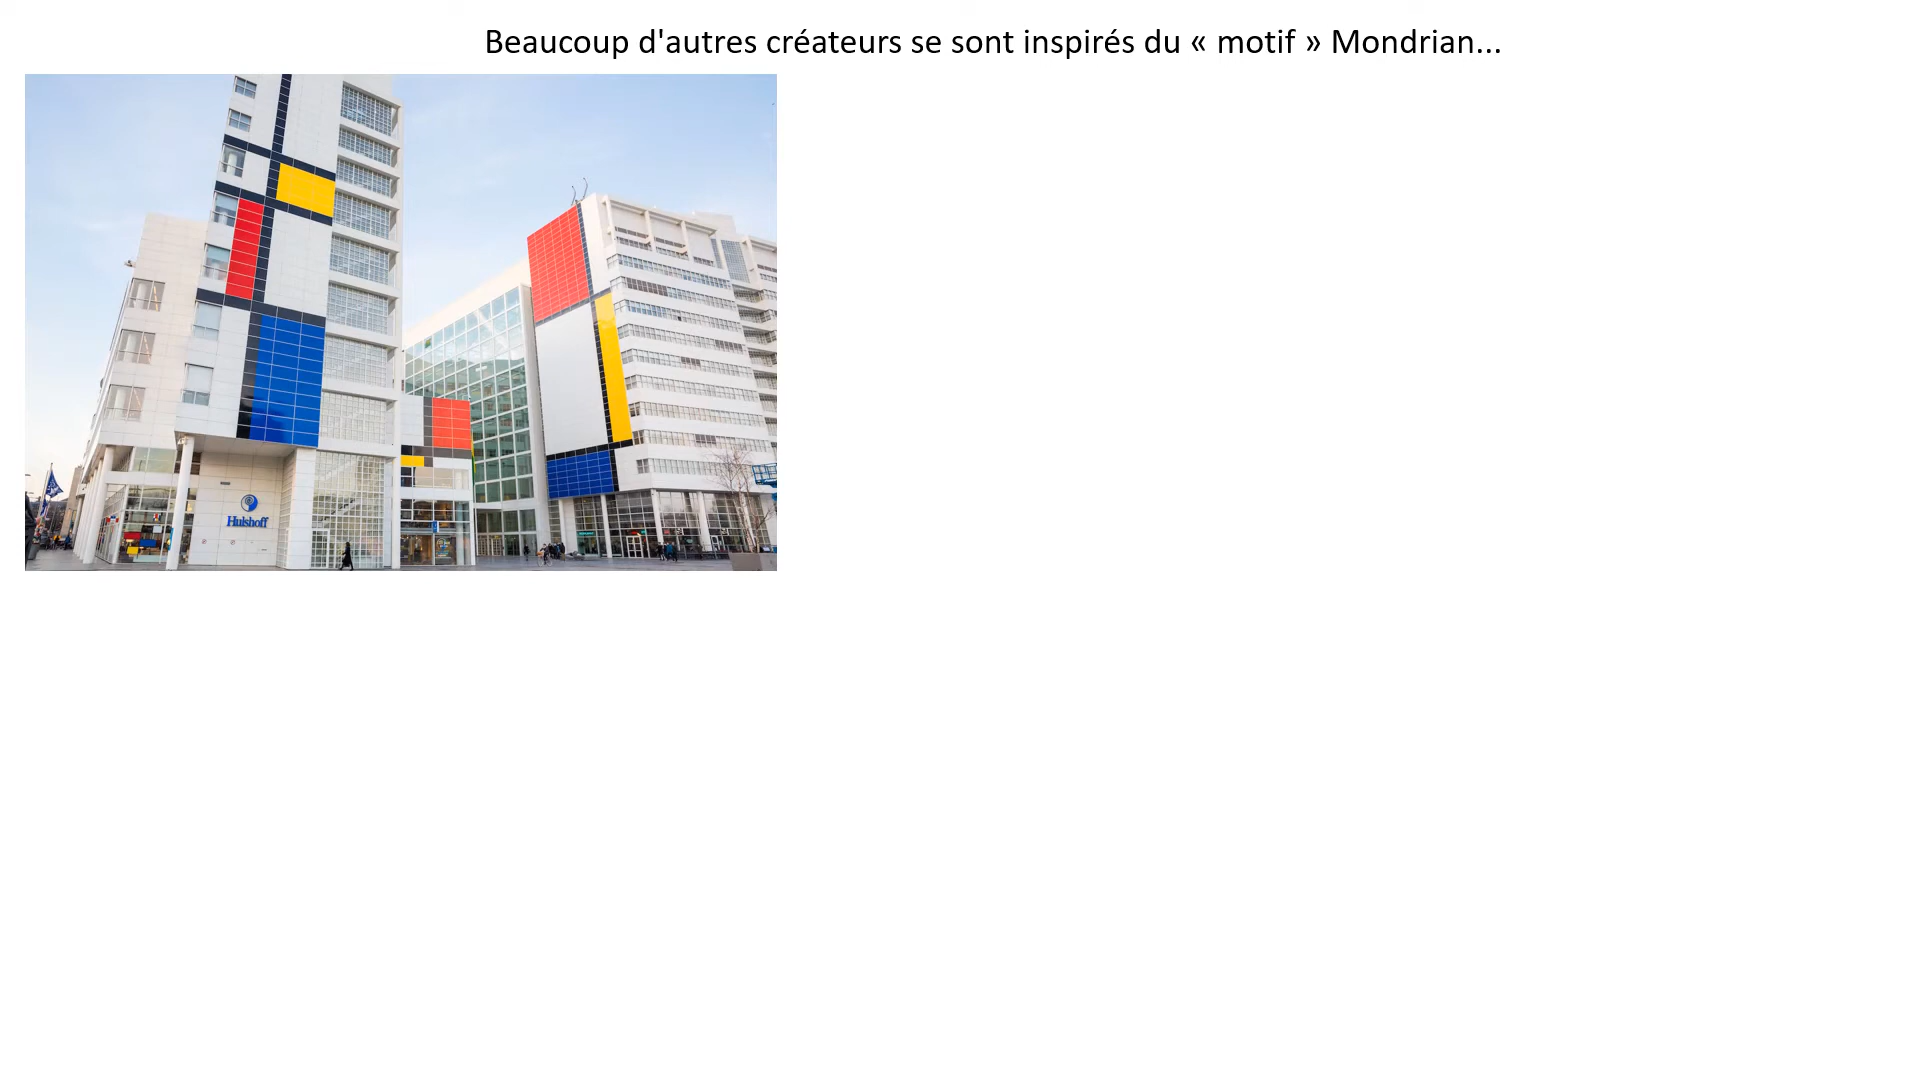 Beaucoup d'autres créateurs se sont inspirés du « motif » Mondrian...
Hulshoff